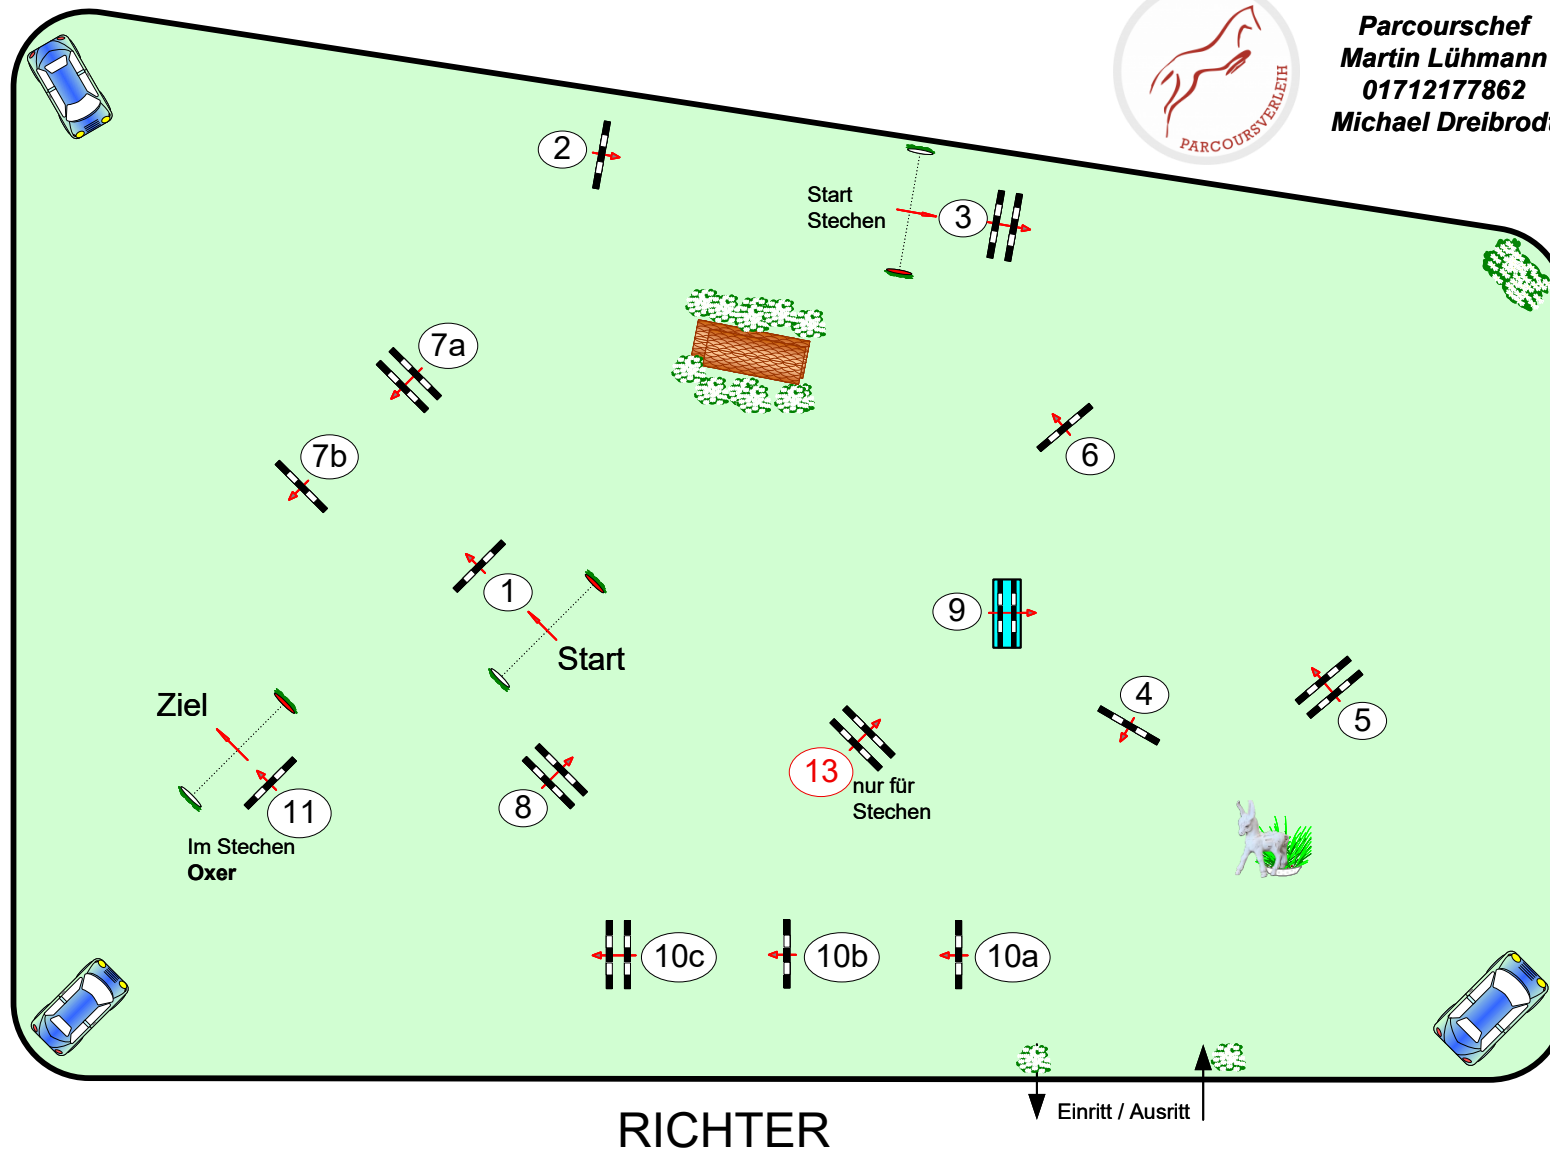 Parcourschef
Martin Lühmann
01712177862
Michael Dreibrodt
PARCOURSVERLEIH
2
Start
Stechen
3
7a
7b
6
1
Start
9
Ziel
4
5
13
nur für
Stechen
8
11
Im Stechen
Oxer
10c
10b
10a
Einritt / Ausritt
RICHTER